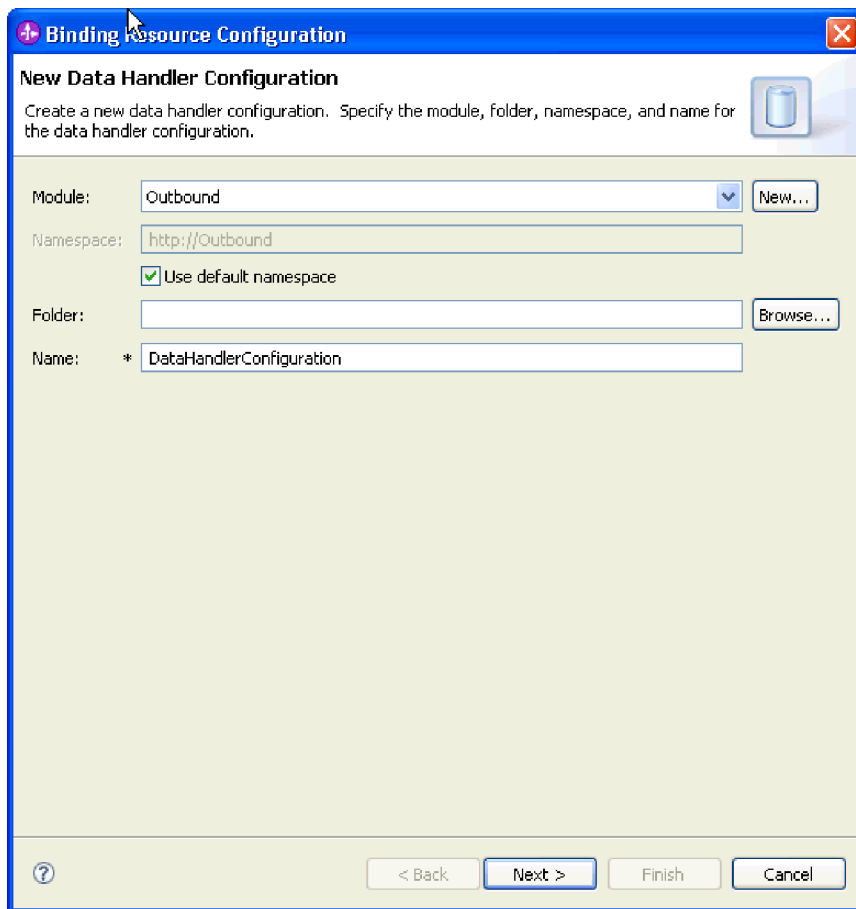 Binding Resource Configuration
New Data Handler Configuration
Create a new data handler configuration. Specify the module, folder, namespace, and name for
the data handler configuration.
Module: Outbound New...
Namespace: http://Outbound
Use default namespace
Folder: Browse...
Name: * DataHandlerConfiguration
? < Back Next > Finish Cancel